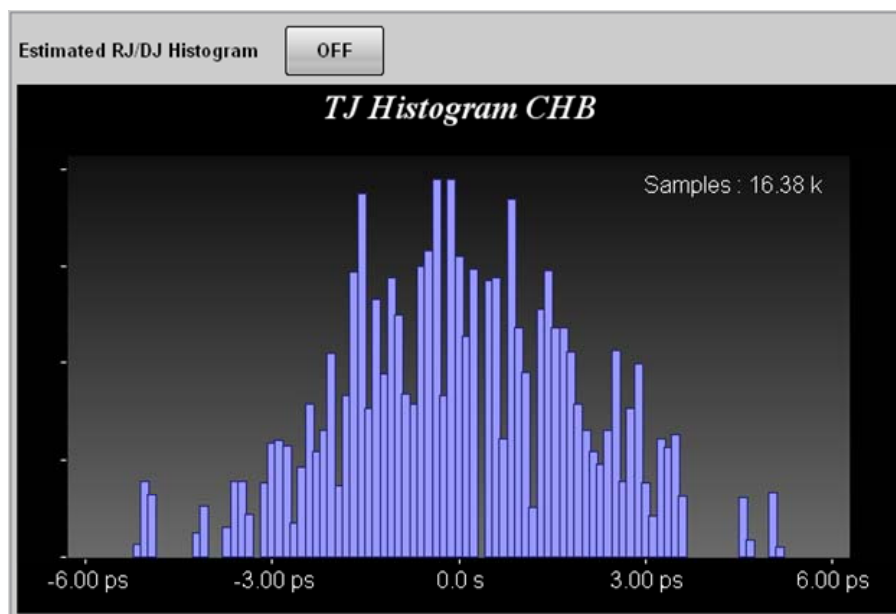 Estimated RJ/DJ Histogram OFF
TJ Histogram CHB
Samples : 16.38 k
-6.00 ps -3.00 ps 0.0 s 3.00 ps 6.00 ps